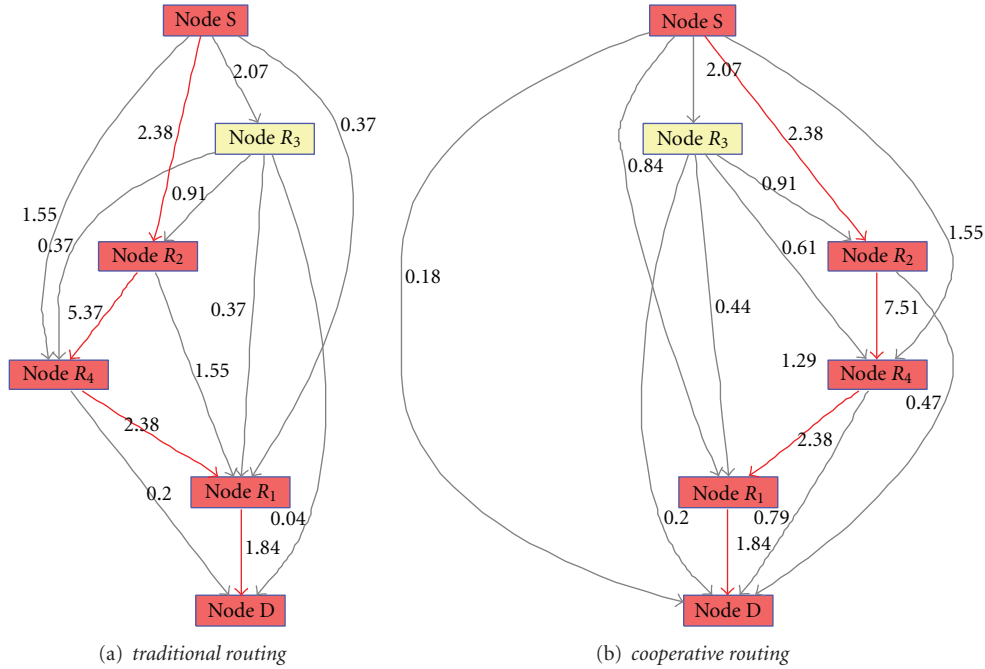 Node S
2.07
0.37
2.38
Node R3
0.91
1.55
0.37
Node R2
5.37
0.37
Node R4
1.55
2.38
Node R1
0.2
0.04
1.84
Node D
(a) traditional routing
Node S
2.07
2.38
Node R3
0.84
0.91
1.55
0.61
Node R2
0.18
0.44
7.51
1.29
Node R4
0.47
2.38
Node R1
0.2
0.79
1.84
Node D
(b) cooperative routing